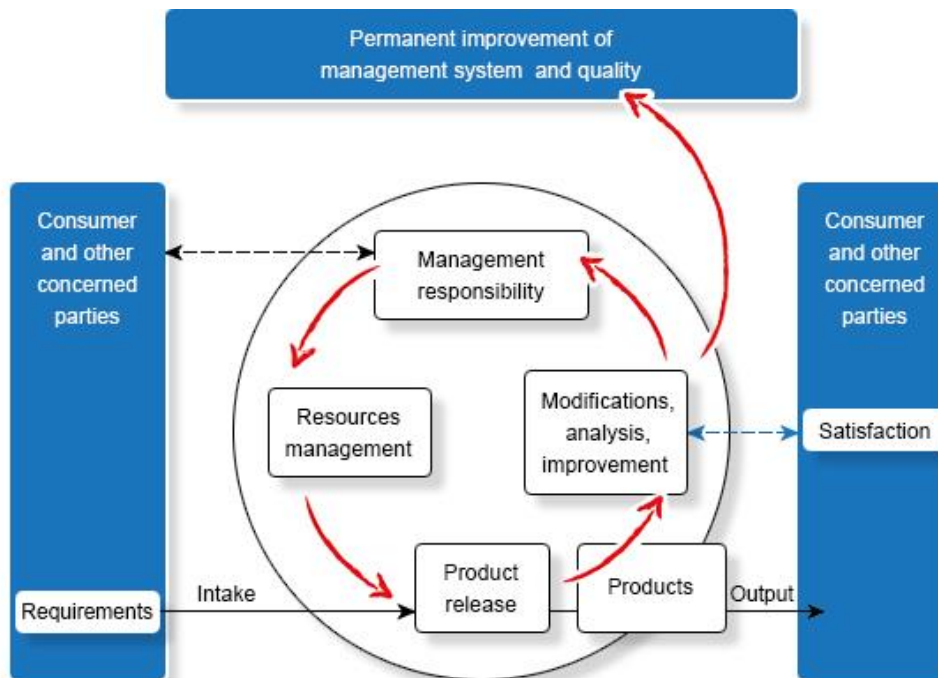 Permanent improvement of
management system and quality
Consumer
and other
concerned
parties
Management
responsibility
Consumer
and other
concerned
parties
Resources
management
Modifications,
analysis,
improvement
Satisfaction
Requirements
Intake
Product
release
Products
Output